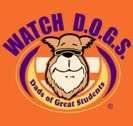 WATCH D.O.G.S.
Dads of Great Students
®